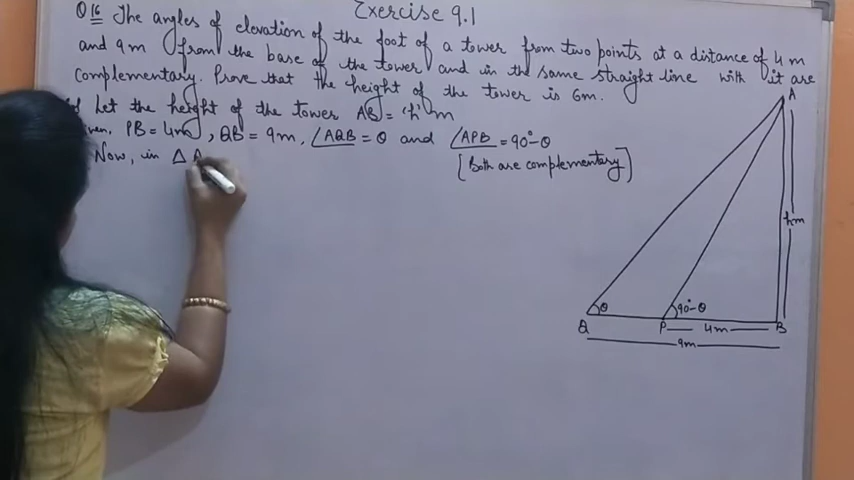 Exercise 9.1
Q 16 The angles of elevation of the foot of a tower from two points at a distance of 4 m
and 9m from the base of the tower and in the same straight line with it are
complementary. Prove that the height of the tower is 6m.
Let the height of the tower AB = 'h' m
PB = 4m, QB = 9m, ∠AQB = θ and ∠APB = 90°-θ
Now, in Δ A
[Both are complementary]
A
hm
θ
90°-θ
Q
P
4m
B
9m